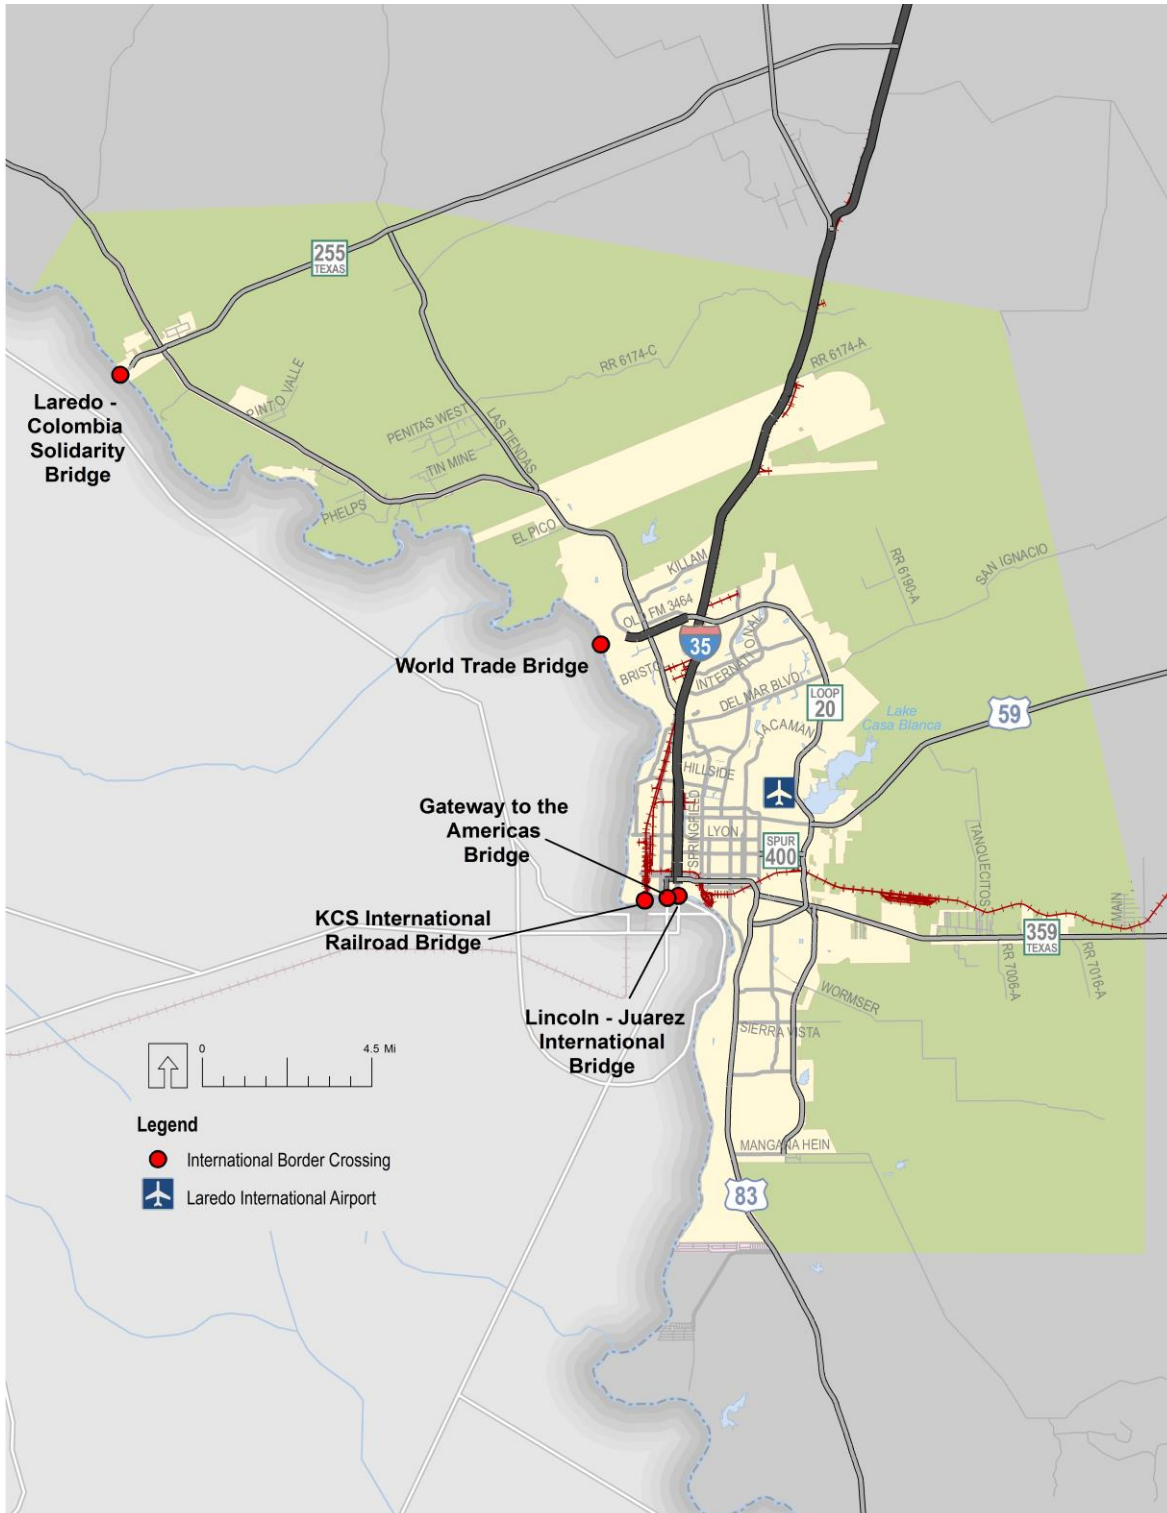 255
TEXAS
RR 6174-C
RR 6174-A
PINTO VALLE
Laredo -
Colombia
Solidarity
Bridge
PENITAS WEST
LAS TIENDAS
TIN MINE
PHELPS
EL PICO
KILLAM
RR 6190-A
SAN IGNACIO
OLD FM 3464
35
World Trade Bridge
BRISTO
INTERNATIONAL
DEL MAR BLVD
LOOP
20
59
Lake
Casa Blanca
JACAMAN
HILLSIDE
SPRINGFIELD
Gateway to the
Americas
Bridge
LYON
SPUR
400
TANQUECITOS
MANN
KCS International
Railroad Bridge
359
TEXAS
RR 7006-A
RR 7016-A
WORMSER
SIERRA VISTA
Lincoln - Juarez
International
Bridge
0
4.5 Mi
Legend
International Border Crossing
Laredo International Airport
MANGANA HEIN
83